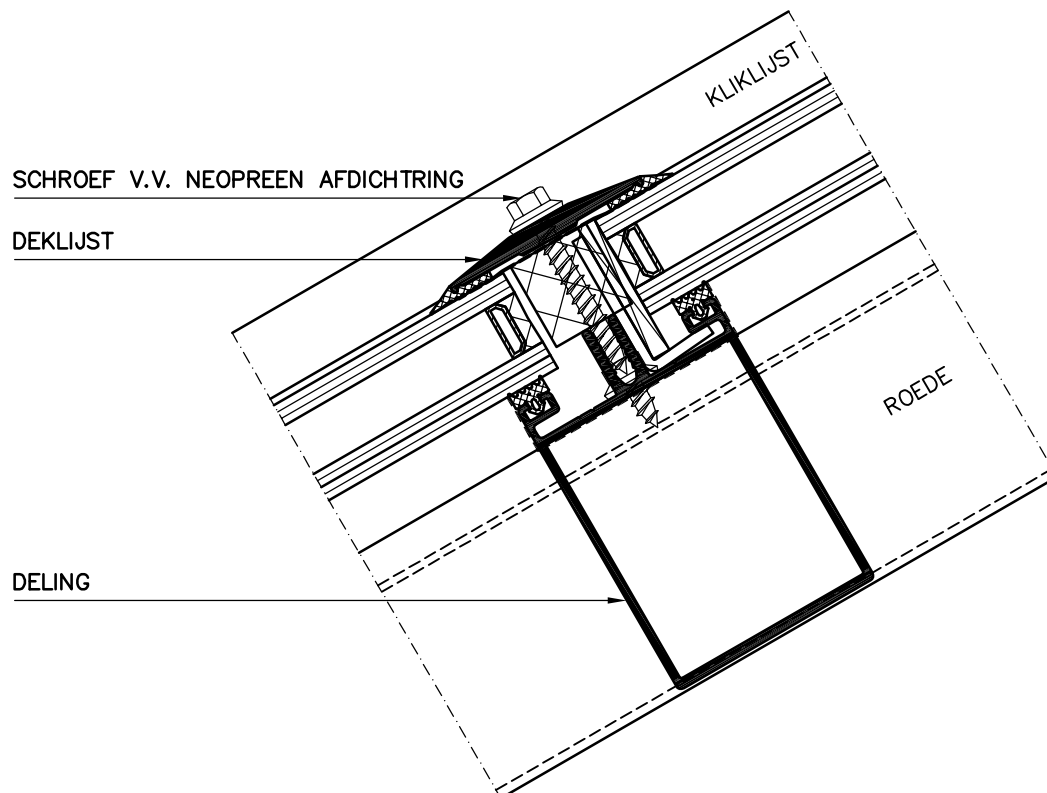 KLIKLIJST
SCHROEF V.V. NEOPREEN AFDICHTRING
DEKLIJST
ROEDE
DELING